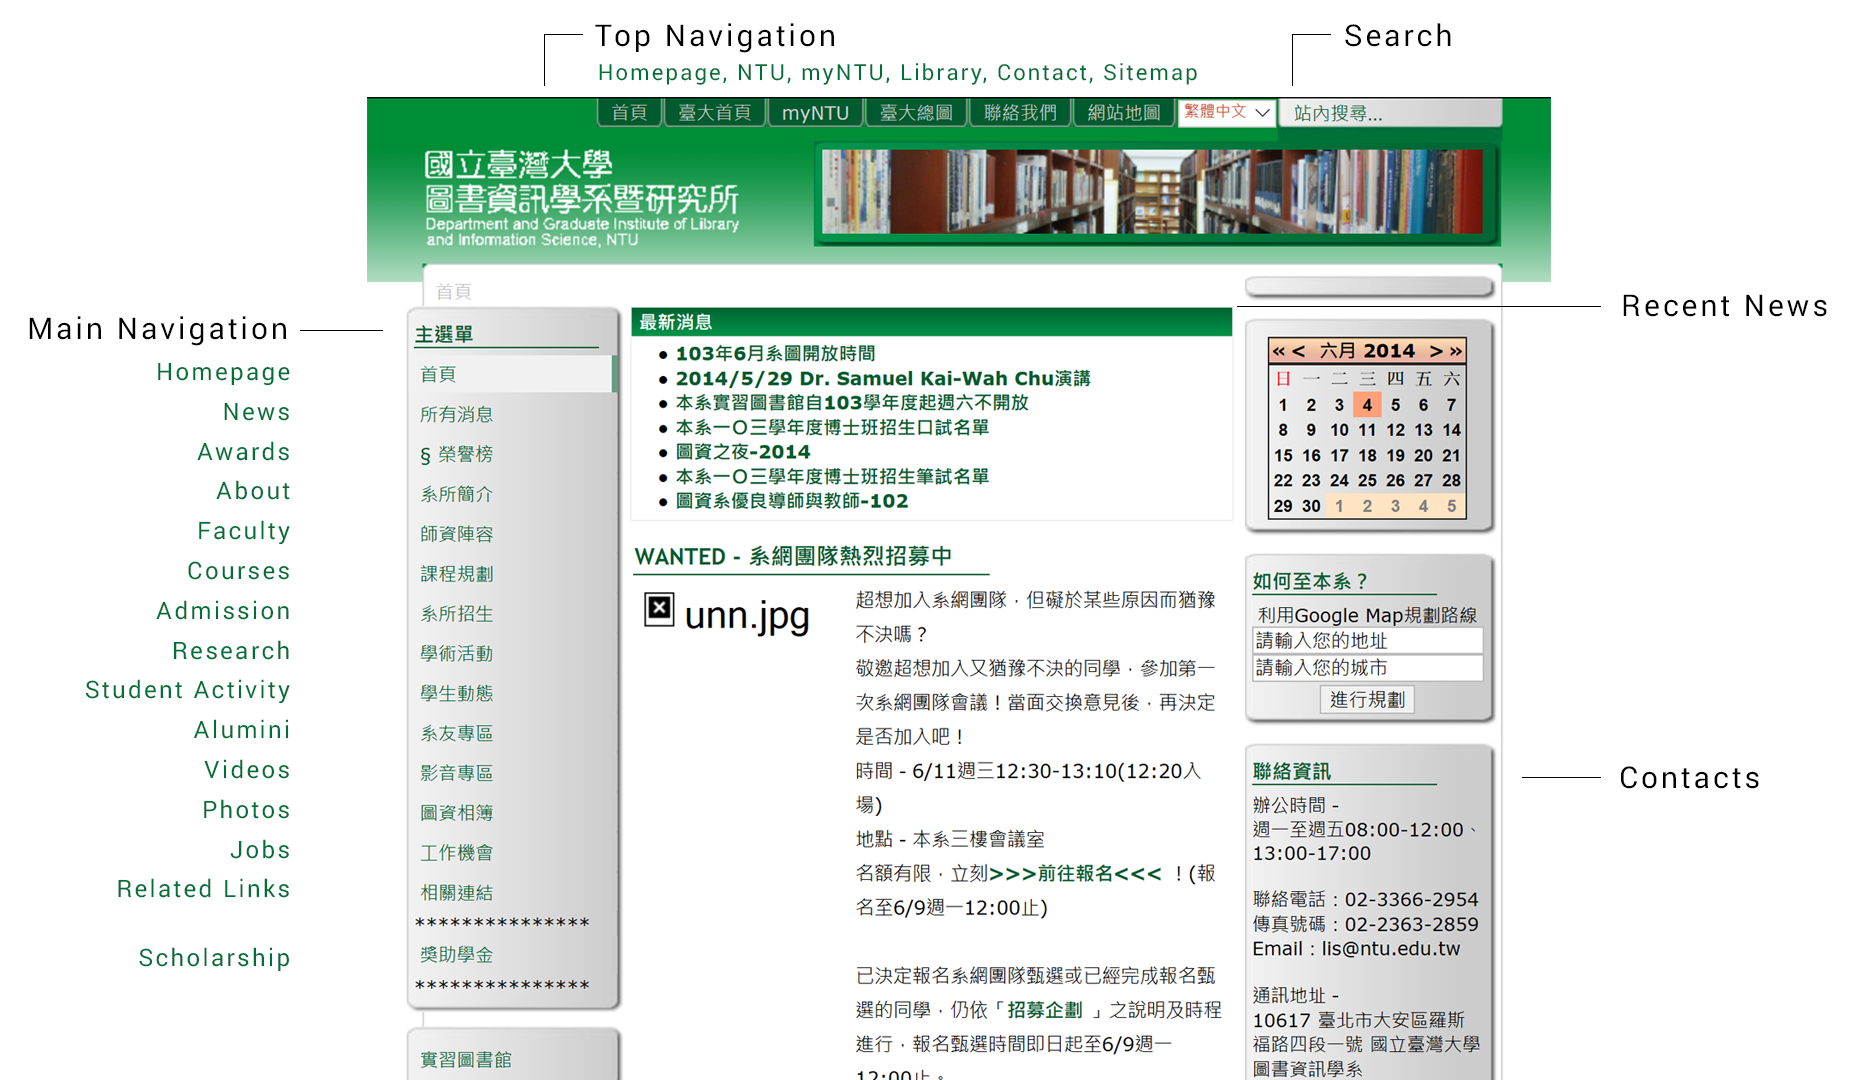 Top Navigation
Homepage, NTU, myNTU, Library, Contact, Sitemap
Search
首頁
臺大首頁
myNTU
臺大總圖
聯絡我們
網站地圖
繁體中文
站內搜尋...
國立臺灣大學
圖書資訊學系暨研究所
Department and Graduate Institute of Library
and Information Science, NTU
首頁
Main Navigation
Homepage
News
Awards
About
Faculty
Courses
Admission
Research
Student Activity
Alumini
Videos
Photos
Jobs
Related Links
Scholarship
主選單
首頁
所有消息
§ 榮譽榜
系所簡介
師資陣容
課程規劃
系所招生
學術活動
學生動態
系友專區
影音專區
圖資相簿
工作機會
相關連結
***************
獎助學金
***************
實習圖書館
最新消息
● 103年6月系圖開放時間
● 2014/5/29 Dr. Samuel Kai-Wah Chu演講
● 本系實習圖書館自103學年度起週六不開放
● 本系一○三學年度博士班招生口試名單
● 圖資之夜-2014
● 本系一○三學年度博士班招生筆試名單
● 圖資系優良導師與教師-102
WANTED - 系網團隊熱烈招募中
unn.jpg
超想加入系網團隊，但礙於某些原因而猶豫
不決嗎？
敬邀超想加入又猶豫不決的同學，參加第一
次系網團隊會議！當面交換意見後，再決定
是否加入吧！
時間 - 6/11週三12:30-13:10(12:20入
場)
地點 - 本系三樓會議室
名額有限，立刻>>>前往報名<<< ！(報
名至6/9週一12:00止)
已決定報名系網團隊甄選或已經完成報名甄
選的同學，仍依「招募企劃 」之說明及時程
進行，報名甄選時間即日起至6/9週一
12:00止。
Recent News
« < 六月 2014 > »
日 一 二 三 四 五 六
1 2 3 4 5 6 7
8 9 10 11 12 13 14
15 16 17 18 19 20 21
22 23 24 25 26 27 28
29 30 1 2 3 4 5
如何至本系？
利用Google Map規劃路線
請輸入您的地址
請輸入您的城市
進行規劃
Contacts
聯絡資訊
辦公時間 -
週一至週五08:00-12:00、
13:00-17:00
聯絡電話：02-3366-2954
傳真號碼：02-2363-2859
Email：lis@ntu.edu.tw
通訊地址 -
10617 臺北市大安區羅斯
福路四段一號 國立臺灣大學
圖書資訊學系